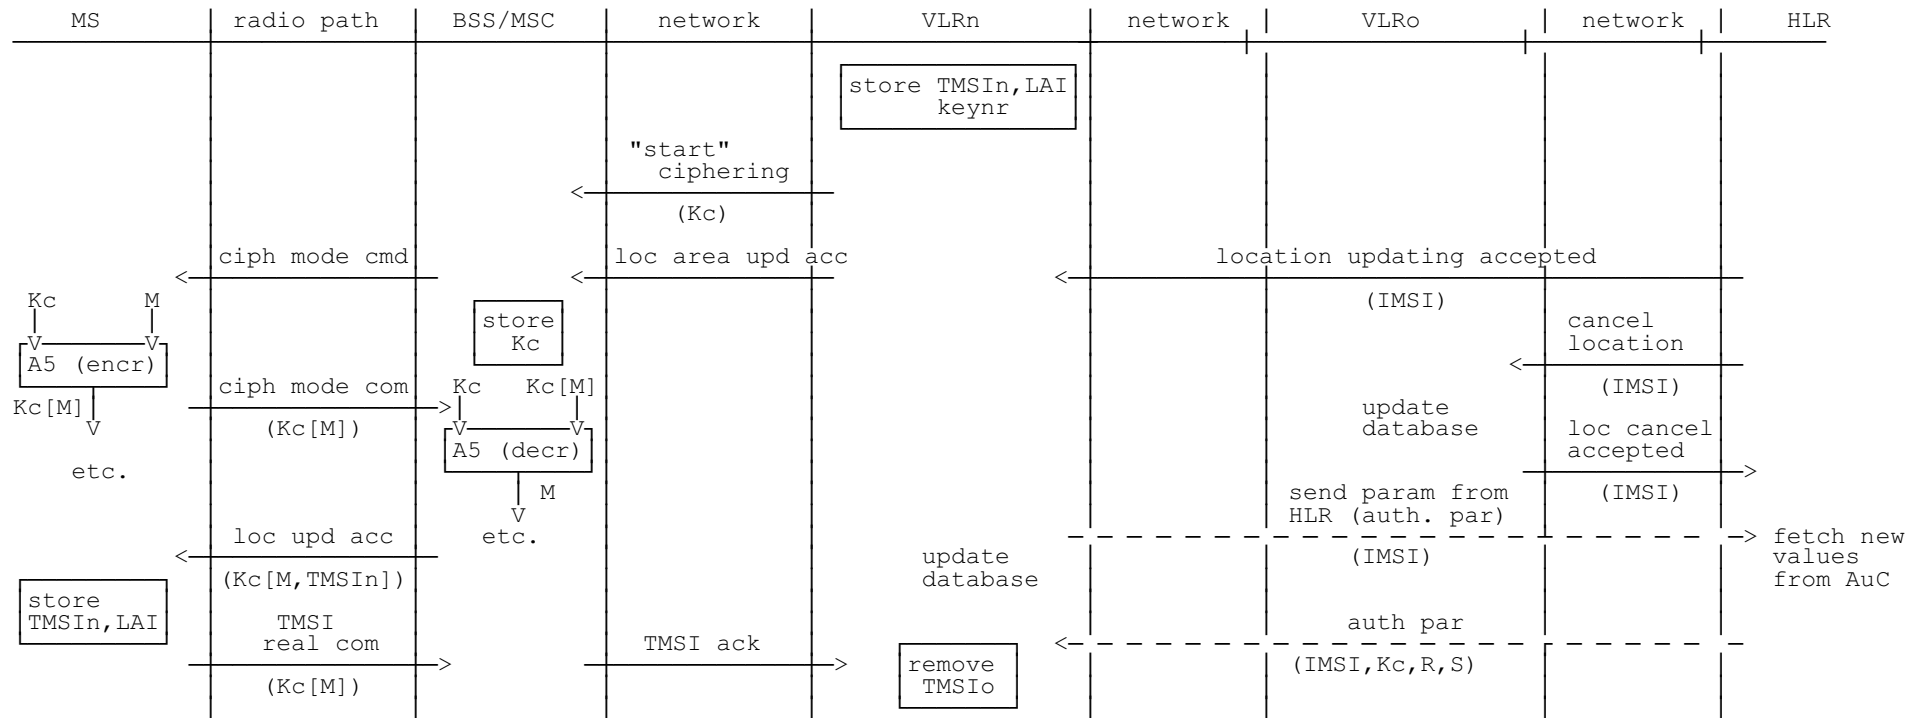 MS radio path BSS/MSC network VLRn network VLRo network HLR
store TMSIn,LAI
keynr
"start"
ciphering
(Kc)
ciph mode cmd loc area upd acc location updating accepted
(IMSI)
Kc M
store
Kc
cancel
location
A5 (encr)
(IMSI)
ciph mode com
Kc Kc[M]
Kc[M]
(Kc[M])
update
database
loc cancel
accepted
A5 (decr)
etc.
M
(IMSI)
send param from
HLR (auth. par)
etc.
loc upd acc
(IMSI)
fetch new
values
from AuC
update
database
(Kc[M,TMSIn])
store
TMSIn,LAI
TMSI
real com
TMSI ack
auth par
(IMSI,Kc,R,S)
remove
TMSIo
(Kc[M])